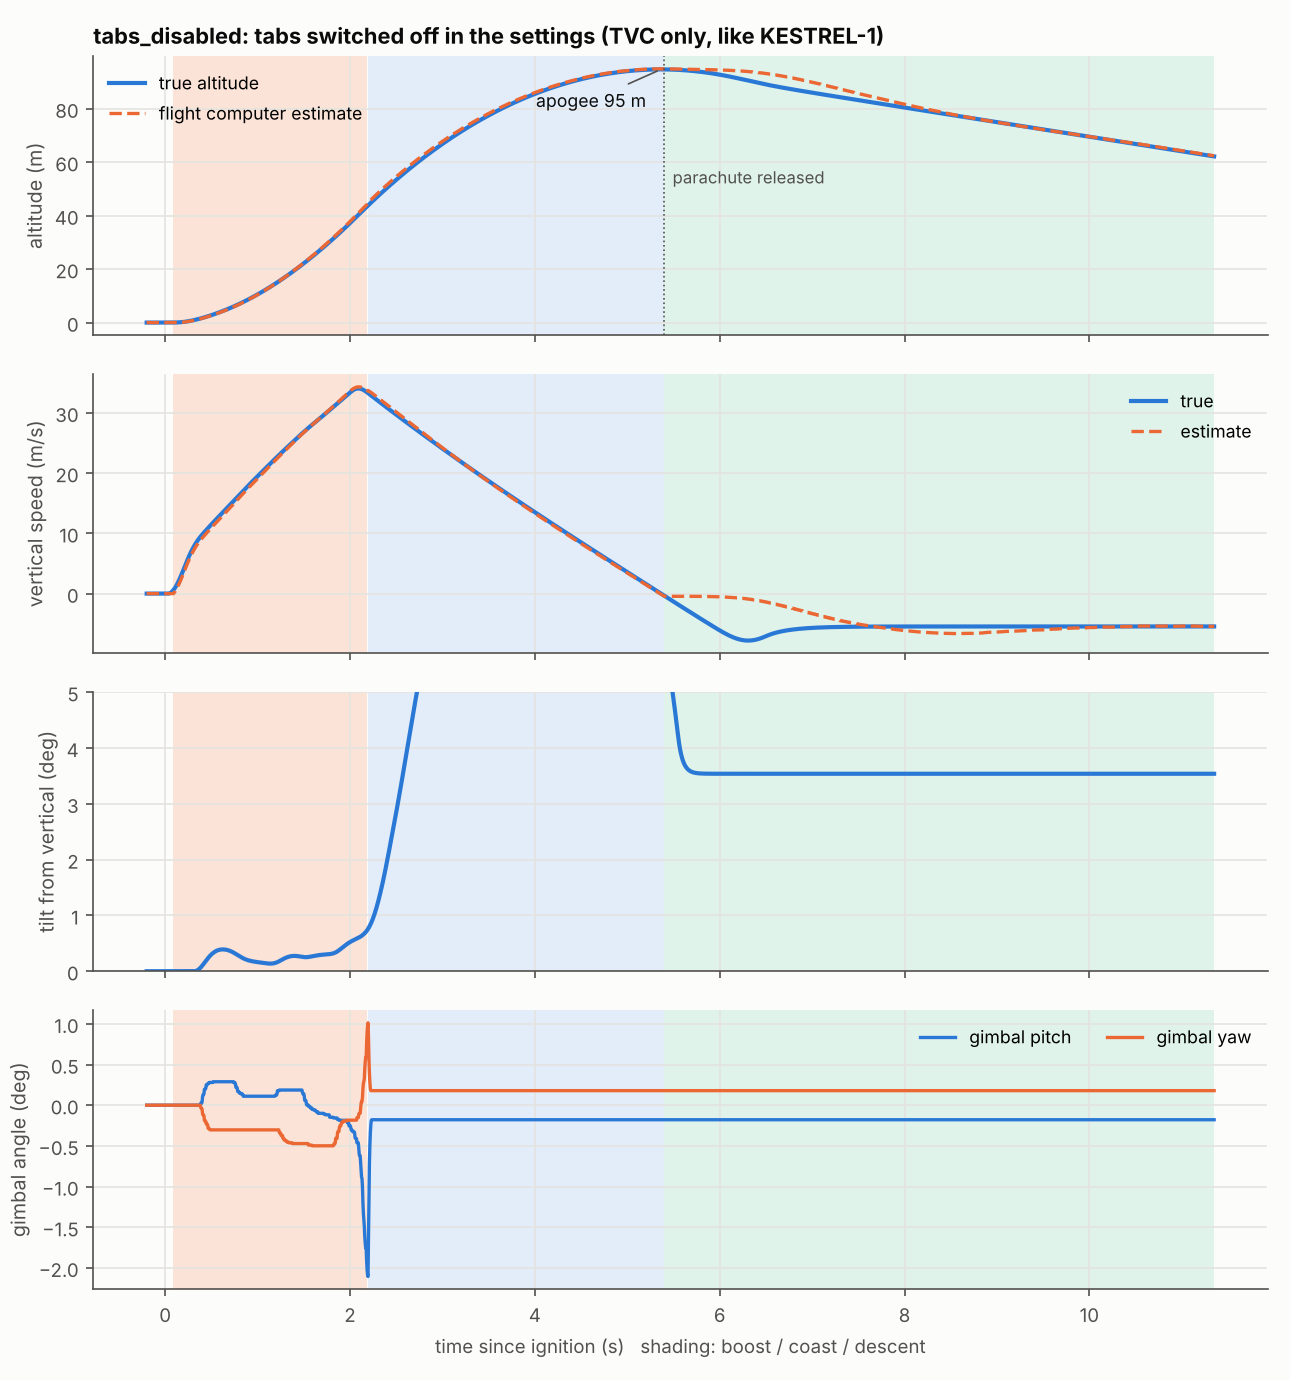 tabs_disabled: tabs switched off in the settings (TVC only, like KESTREL-1)
altitude (m)
80
60
40
20
0
true altitude
flight computer estimate
apogee 95 m
parachute released
vertical speed (m/s)
30
20
10
0
true
estimate
tilt from vertical (deg)
5
4
3
2
1
0
gimbal angle (deg)
1.0
0.5
0.0
−0.5
−1.0
−1.5
−2.0
gimbal pitch
gimbal yaw
0 2 4 6 8 10
time since ignition (s)   shading: boost / coast / descent